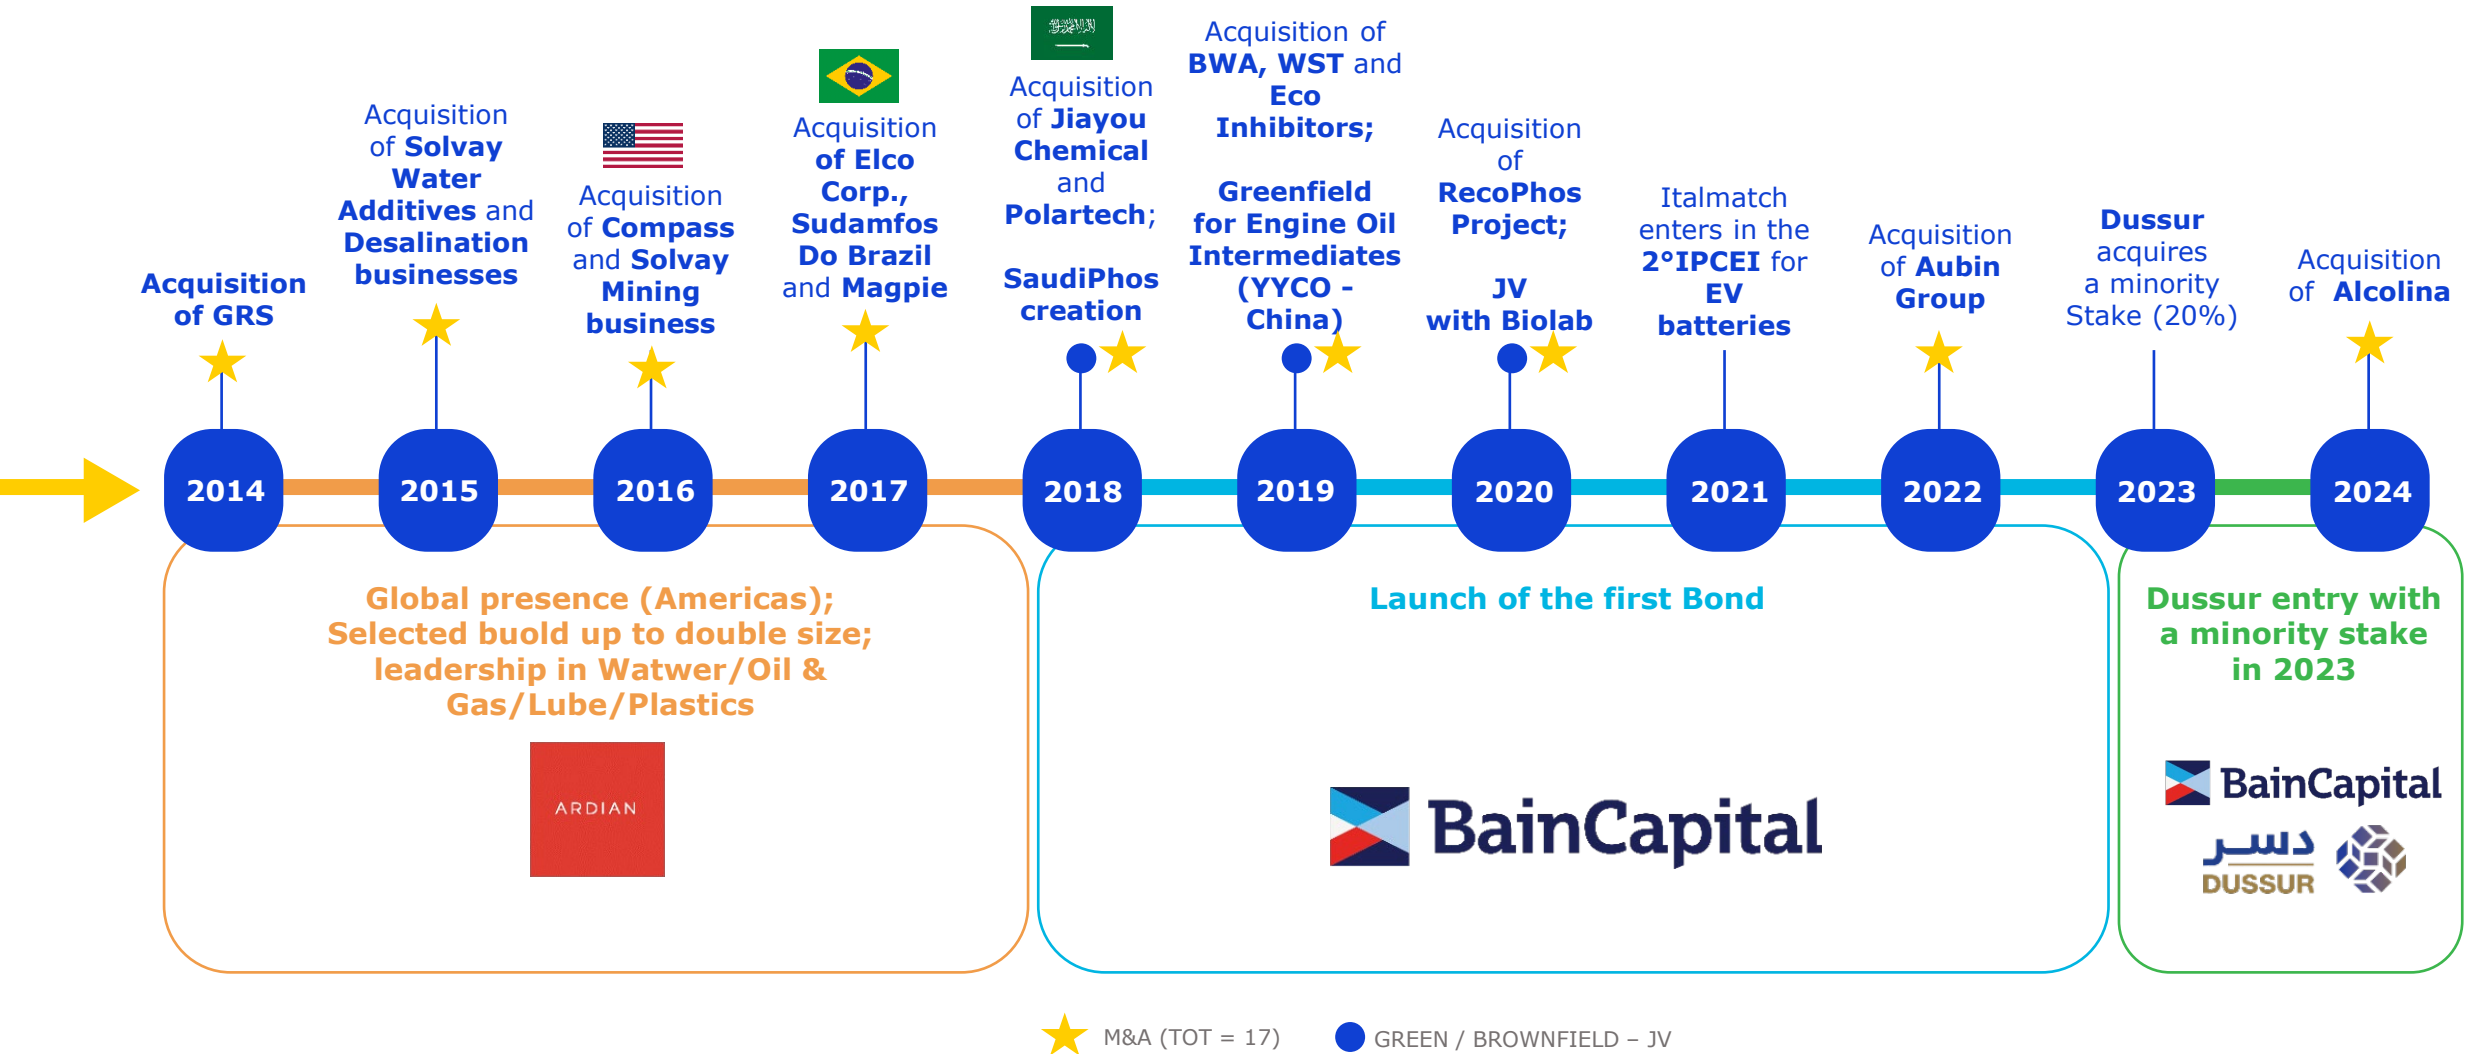 Acquisition
of GRS
Acquisition
of Solvay
Water
Additives and
Desalination
businesses
Acquisition
of Compass
and Solvay
Mining
business
Acquisition
of Elco
Corp.,
Sudamfos
Do Brazil
and Magpie
Acquisition
of Jiayou
Chemical
and
Polartech;
SaudiPhos
creation
Acquisition of
BWA, WST and
Eco
Inhibitors;
Greenfield
for Engine Oil
Intermediates
(YYCO -
China)
Acquisition
of
RecoPhos
Project;
JV
with Biolab
Italmatch
enters in the
2°IPCEI for
EV
batteries
Acquisition
of Aubin
Group
Dussur
acquires
a minority
Stake (20%)
Acquisition
of Alcolina
2014
2015
2016
2017
2018
2019
2020
2021
2022
2023
2024
Global presence (Americas);
Selected buold up to double size;
leadership in Watwer/Oil &
Gas/Lube/Plastics
ARDIAN
Launch of the first Bond
BainCapital
Dussur entry with
a minority stake
in 2023
BainCapital
دسر
DUSSUR
M&A (TOT = 17)
GREEN / BROWNFIELD – JV